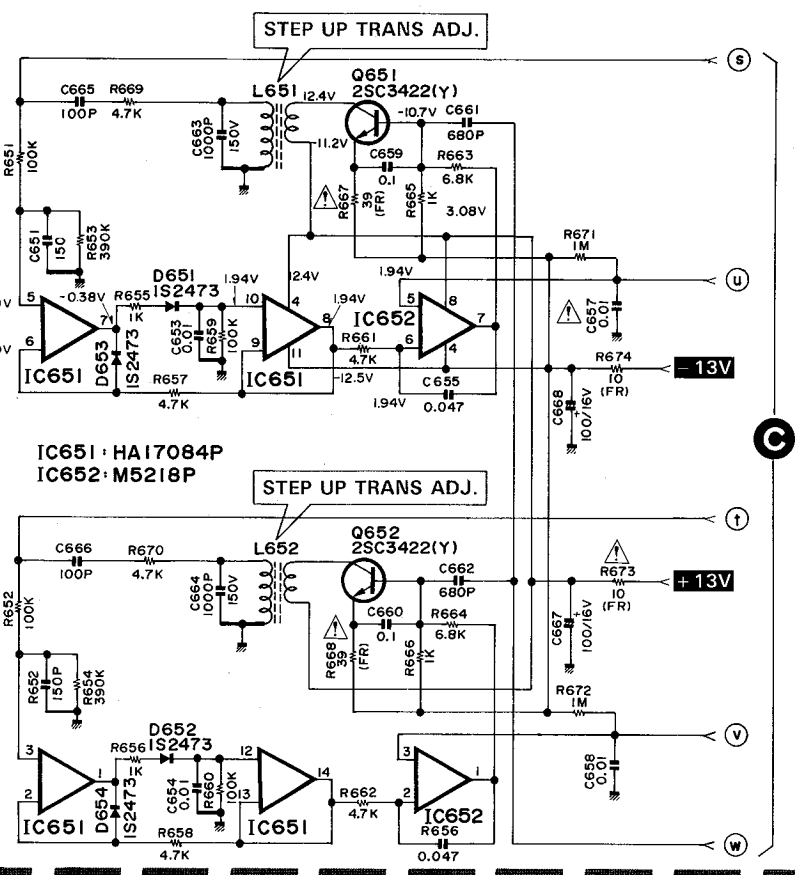 STEP UP TRANS ADJ.
s
C665
100P
R669
4.7K
L651
12.4V
Q651
2SC3422(Y)
-10.7V
C661
680P
C663
1000P
150V
-11.2V
C659
0.1
R663
6.8K
R651
100K
R667
39
(FR)
R665
1K
3.08V
C651
150
R653
390K
R671
1M
u
D651
1S2473
1.94V
10
4
12.4V
1.94V
5
8
C657
0.01
5
-0.38V
7
R655
1K
C653
0.01
R659
100K
8
1.94V
IC652
7
6
D653
1S2473
9
11
R661
4.7K
6
4
R674
10
(FR)
-13V
IC651
R657
4.7K
IC651
-12.5V
1.94V
C655
0.047
C668
100/16V
+
C
IC651:HA17084P
IC652:M5218P
STEP UP TRANS ADJ.
t
C666
100P
R670
4.7K
L652
Q652
2SC3422(Y)
C662
680P
R673
10
(FR)
+13V
R652
100K
C664
1000P
150V
C660
0.1
R664
6.8K
C667
100/16V
+
R668
39
(FR)
R666
1K
R652
150P
R654
390K
R672
1M
v
D652
1S2473
3
1
R656
1K
12
14
3
1
C658
0.01
2
D654
1S2473
C654
0.01
R660
100K
13
R662
4.7K
2
IC651
IC651
IC652
R658
4.7K
R656
0.047
w